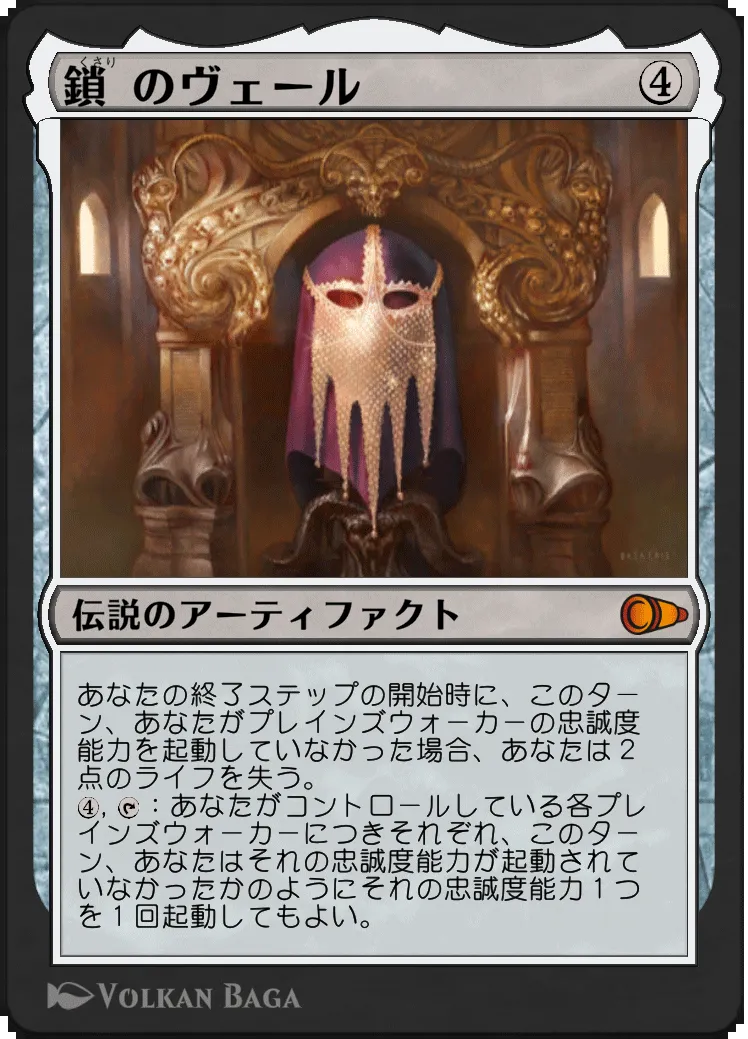 くさり
鎖 のヴェール
4
伝説のアーティファクト
あなたの終了ステップの開始時に、このター
ン、あなたがプレインズウォーカーの忠誠度
能力を起動していなかった場合、あなたは２
点のライフを失う。
4, : あなたがコントロールしている各プレ
インズウォーカーにつきそれぞれ、このター
ン、あなたはそれの忠誠度能力が起動されて
いなかったかのようにそれの忠誠度能力１つ
を１回起動してもよい。
VOLKAN BAGA